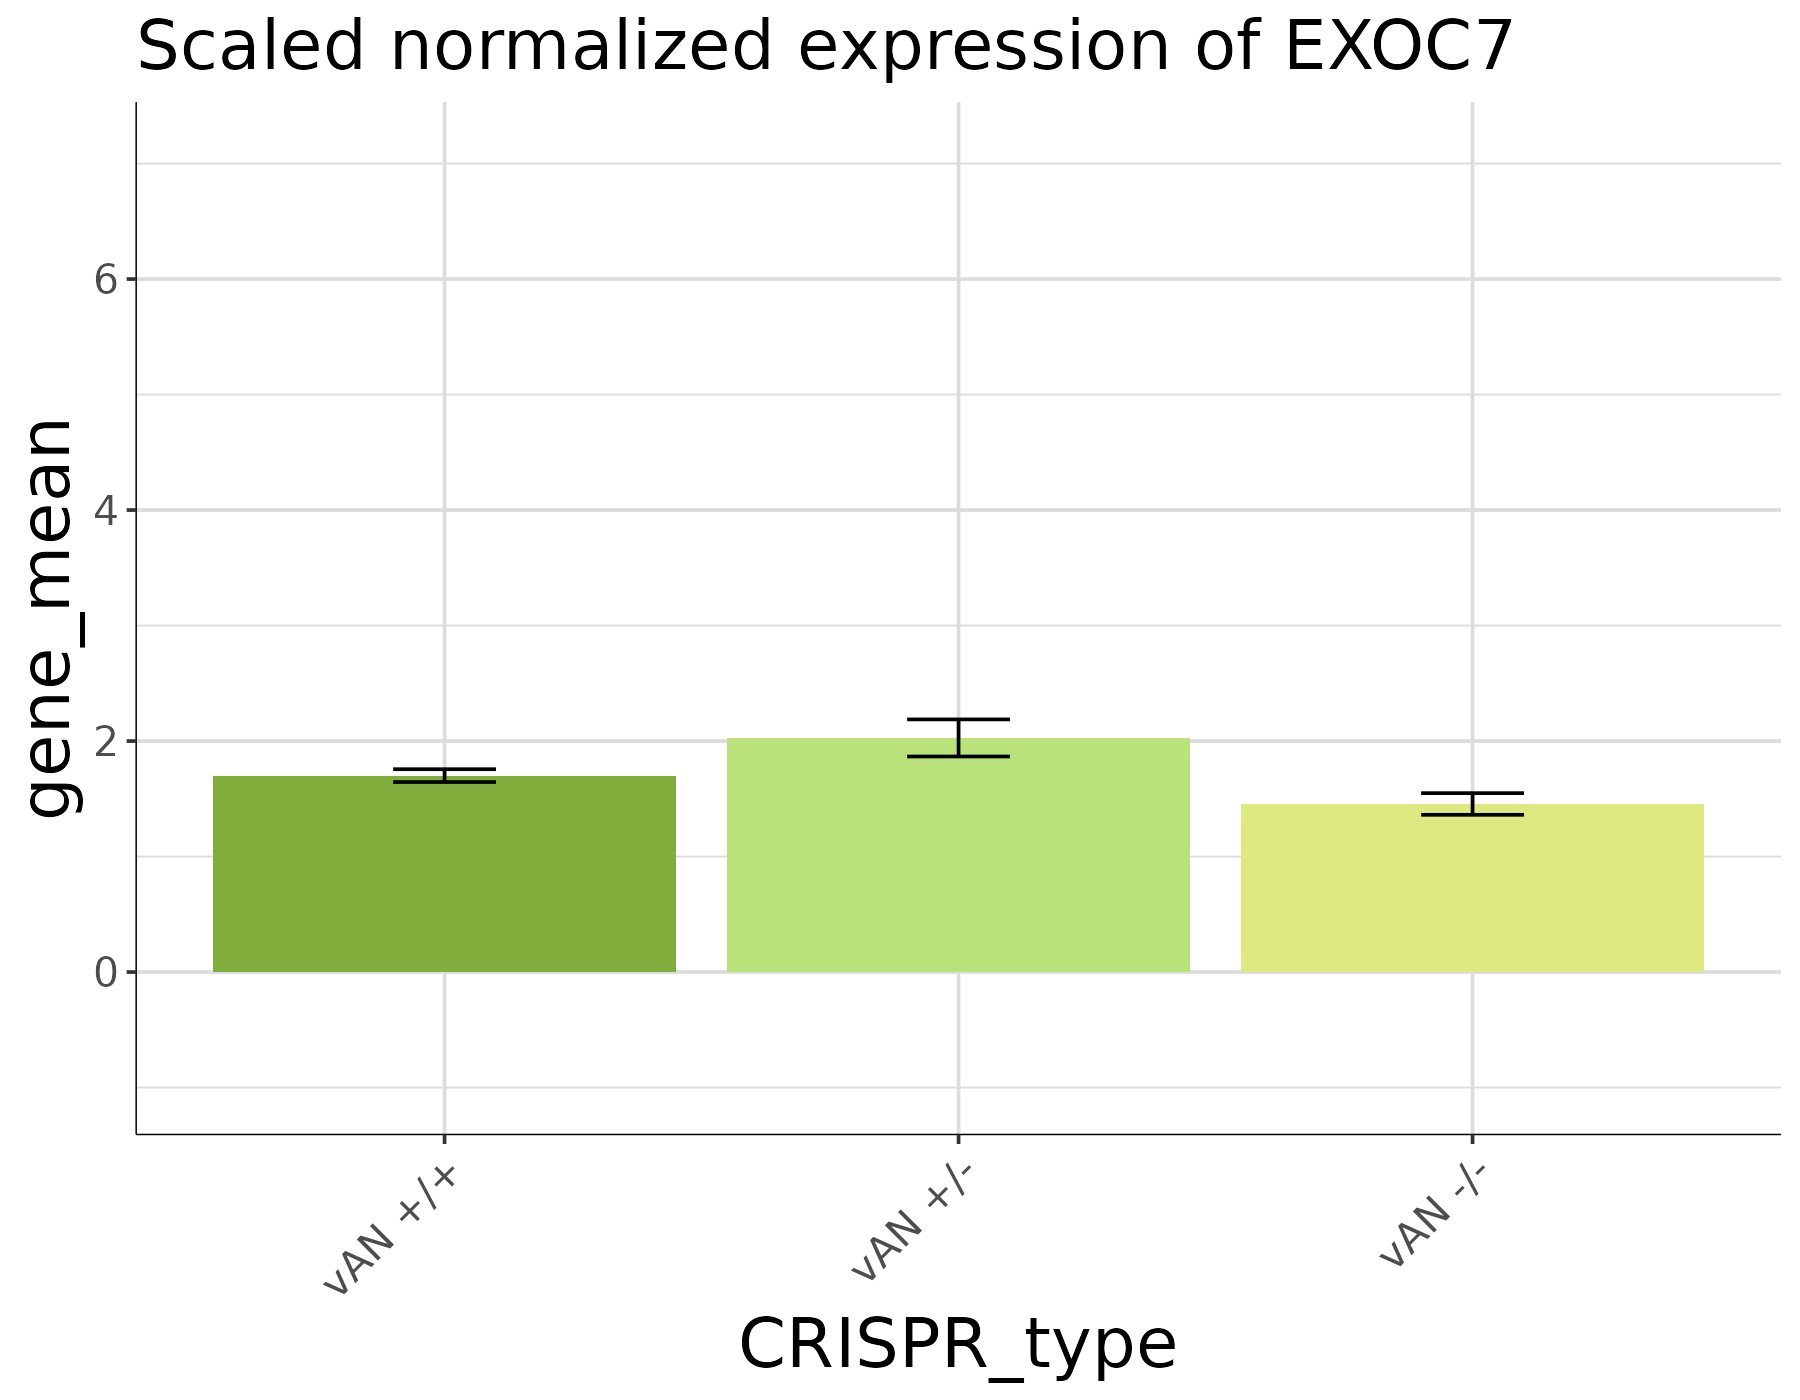 Scaled normalized expression of EXOC7
gene_mean
6
4
2
0
vAN +/+
vAN +/-
vAN -/-
CRISPR_type